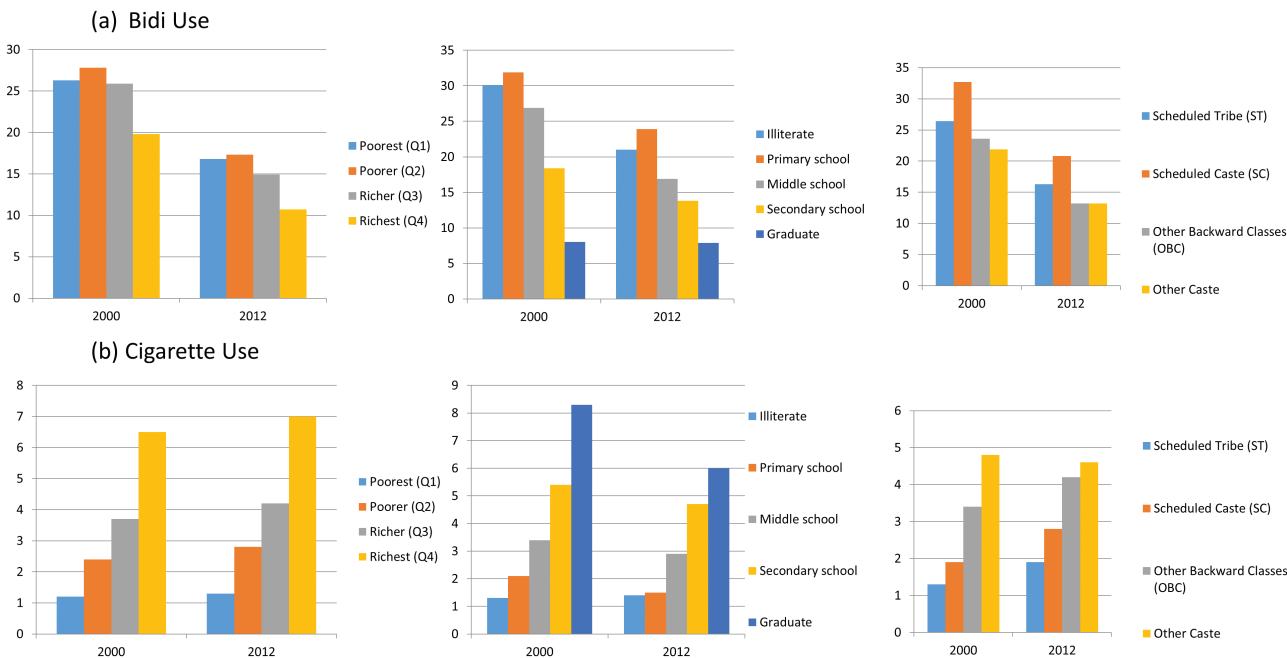 (a) Bidi Use
30
25
20
15
10
5
0
2000 2012
Poorest (Q1)
Poorer (Q2)
Richer (Q3)
Richest (Q4)
35
30
25
20
15
10
5
0
2000 2012
Illiterate
Primary school
Middle school
Secondary school
Graduate
35
30
25
20
15
10
5
0
2000 2012
Scheduled Tribe (ST)
Scheduled Caste (SC)
Other Backward Classes
(OBC)
Other Caste
(b) Cigarette Use
8
7
6
5
4
3
2
1
0
2000 2012
Poorest (Q1)
Poorer (Q2)
Richer (Q3)
Richest (Q4)
9
8
7
6
5
4
3
2
1
0
2000 2012
Illiterate
Primary school
Middle school
Secondary school
Graduate
6
5
4
3
2
1
0
2000 2012
Scheduled Tribe (ST)
Scheduled Caste (SC)
Other Backward Classes
(OBC)
Other Caste